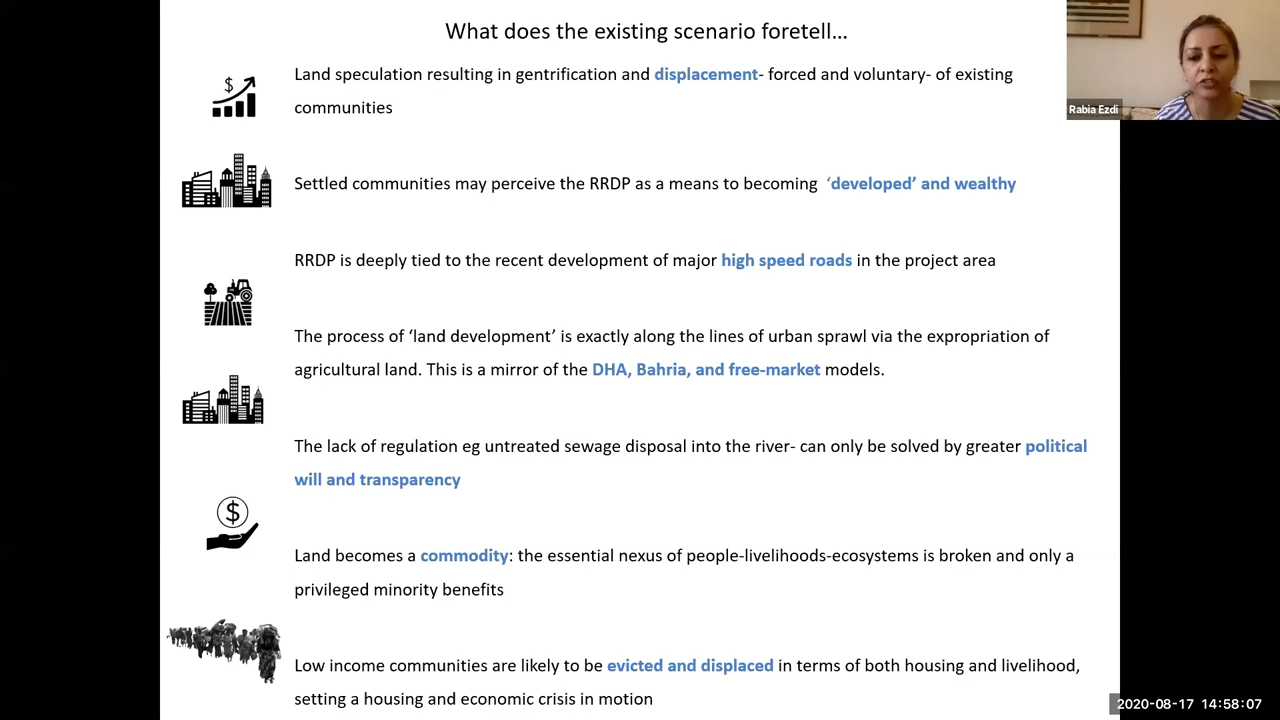 What does the existing scenario foretell…
Rabia Ezdi
$
Land speculation resulting in gentrification and displacement- forced and voluntary- of existing
communities
Settled communities may perceive the RRDP as a means to becoming ‘developed’ and wealthy
RRDP is deeply tied to the recent development of major high speed roads in the project area
The process of ‘land development’ is exactly along the lines of urban sprawl via the expropriation of
agricultural land. This is a mirror of the DHA, Bahria, and free-market models.
The lack of regulation eg untreated sewage disposal into the river- can only be solved by greater political
will and transparency
$
Land becomes a commodity: the essential nexus of people-livelihoods-ecosystems is broken and only a
privileged minority benefits
Low income communities are likely to be evicted and displaced in terms of both housing and livelihood,
setting a housing and economic crisis in motion
2020-08-17 14:58:07